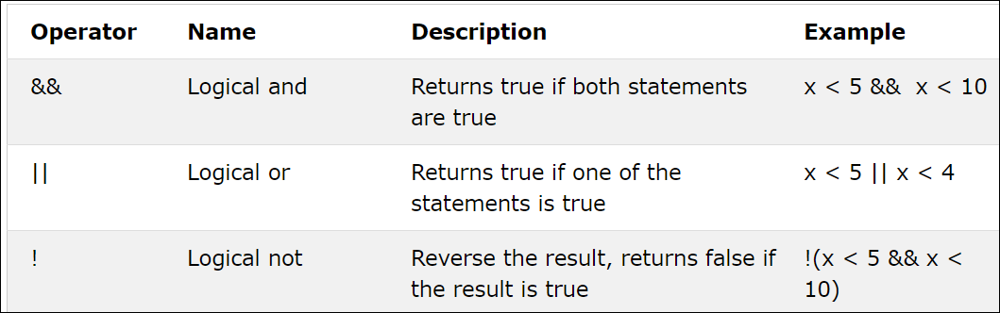 Operator Name Description Example
&& Logical and Returns true if both statements x < 5 &&  x < 10
are true
|| Logical or Returns true if one of the x < 5 || x < 4
statements is true
! Logical not Reverse the result, returns false if !(x < 5 && x <
the result is true 10)